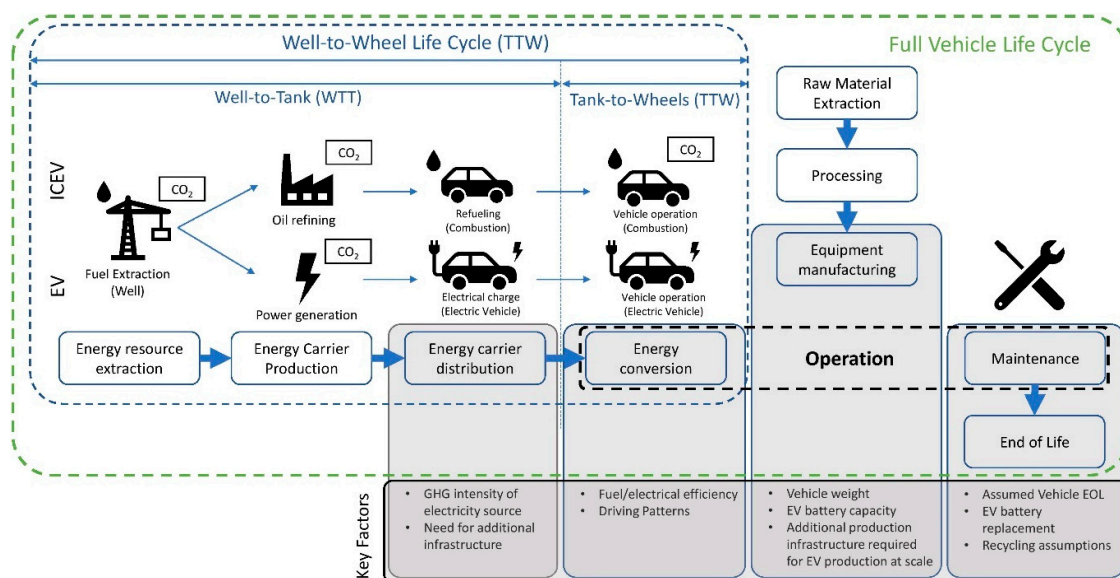 Well-to-Wheel Life Cycle (TTW)
Full Vehicle Life Cycle
Well-to-Tank (WTT)
Tank-to-Wheels (TTW)
Raw Material
Extraction
Processing
Equipment
manufacturing
ICEV
EV
CO₂
Fuel Extraction
(Well)
CO₂
Oil refining
Refueling
(Combustion)
CO₂
Vehicle operation
(Combustion)
CO₂
Power generation
Electrical charge
(Electric Vehicle)
Vehicle operation
(Electric Vehicle)
Energy resource
extraction
Energy Carrier
Production
Energy carrier
distribution
Energy
conversion
Operation
Maintenance
End of Life
Key Factors
• GHG intensity of
electricity source
• Need for additional
infrastructure
• Fuel/electrical efficiency
• Driving Patterns
• Vehicle weight
• EV battery capacity
• Additional production
infrastructure required
for EV production at scale
• Assumed Vehicle EOL
• EV battery
replacement
• Recycling assumptions